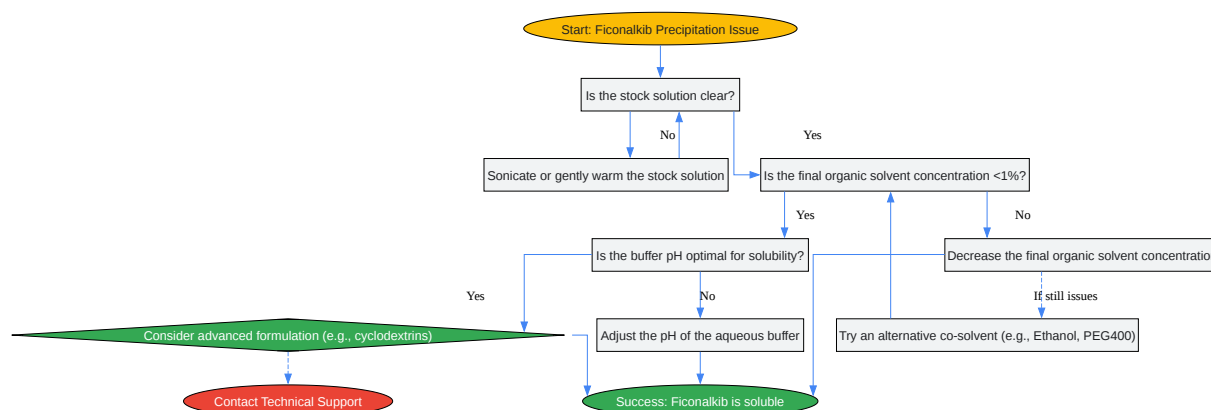 Start: Ficonalkib Precipitation Issue
Is the stock solution clear?
No
Yes
Sonicate or gently warm the stock solution
Is the final organic solvent concentration <1%?
Yes
No
Is the buffer pH optimal for solubility?
Decrease the final organic solvent concentration
Yes
No
If still issues
Consider advanced formulation (e.g., cyclodextrins)
Adjust the pH of the aqueous buffer
Try an alternative co-solvent (e.g., Ethanol, PEG400)
Contact Technical Support
Success: Ficonalkib is soluble